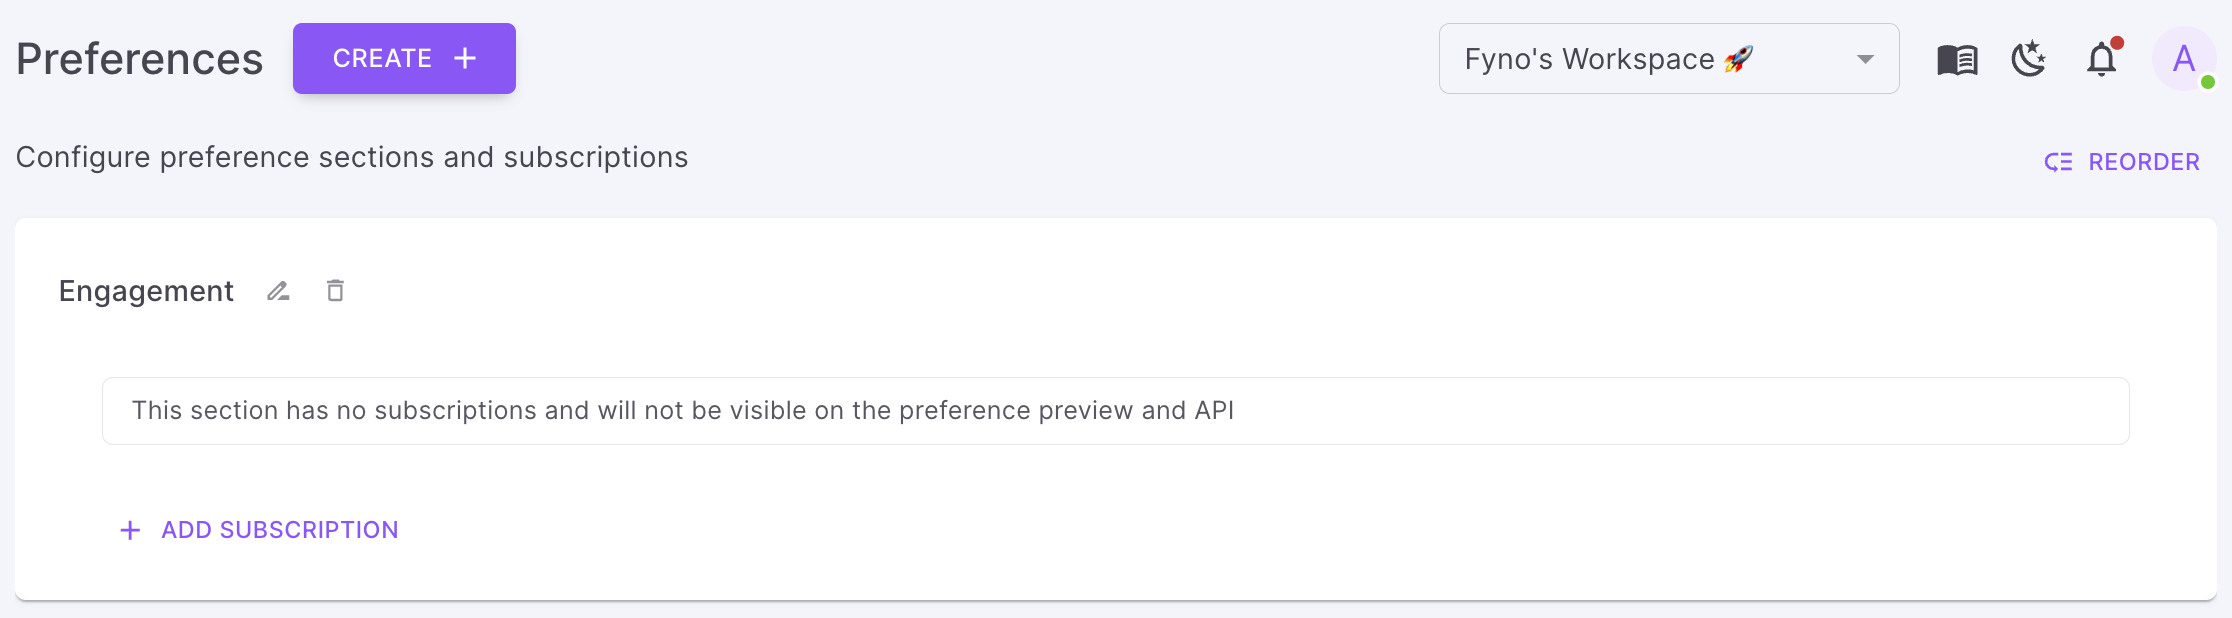 Preferences
CREATE +
Fyno's Workspace 🚀
A
Configure preference sections and subscriptions
REORDER
Engagement
This section has no subscriptions and will not be visible on the preference preview and API
+ ADD SUBSCRIPTION